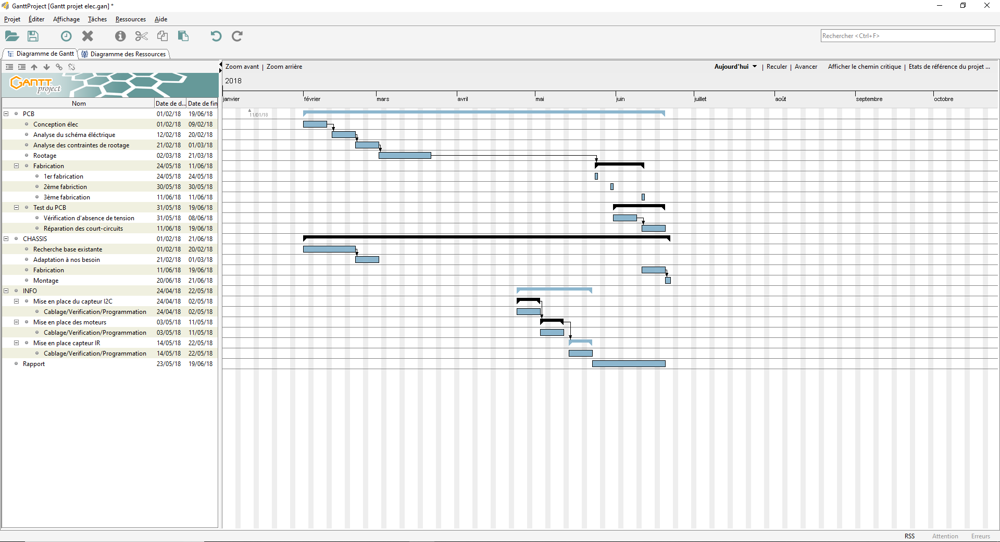 GanttProject [Gantt projet elec.gan] *
Projet Éditer Affichage Tâches Ressources Aide
Rechercher <Ctrl+F>
Diagramme de Gantt Diagramme des Ressources
Zoom avant | Zoom arrière Aujourd'hui | Reculer | Avancer Afficher le chemin critique | Etats de référence du projet ...
GANTT project
2018
janvier février mars avril mai juin juillet août septembre octobre
Nom Date de d... Date de fin
PCB 01/02/18 19/06/18
11/01/18
Conception élec 01/02/18 09/02/18
Analyse du schéma éléctrique 12/02/18 20/02/18
Analyse des contraintes de rootage 21/02/18 01/03/18
Rootage 02/03/18 21/03/18
Fabrication 24/05/18 11/06/18
1er fabrication 24/05/18 24/05/18
2ème fabriction 30/05/18 30/05/18
3ème fabrication 11/06/18 11/06/18
Test du PCB 31/05/18 19/06/18
Vérification d'absence de tension 31/05/18 08/06/18
Réparation des court-circuits 11/06/18 19/06/18
CHASSIS 01/02/18 21/06/18
Recherche base existante 01/02/18 20/02/18
Adaptation à nos besoin 21/02/18 01/03/18
Fabrication 11/06/18 19/06/18
Montage 20/06/18 21/06/18
INFO 24/04/18 22/05/18
Mise en place du capteur I2C 24/04/18 02/05/18
Cablage/Verification/Programmation 24/04/18 02/05/18
Mise en place des moteurs 03/05/18 11/05/18
Cablage/Verification/Programmation 03/05/18 11/05/18
Mise en place capteur IR 14/05/18 22/05/18
Cablage/Verification/Programmation 14/05/18 22/05/18
Rapport 23/05/18 19/06/18
RSS Attention Erreurs